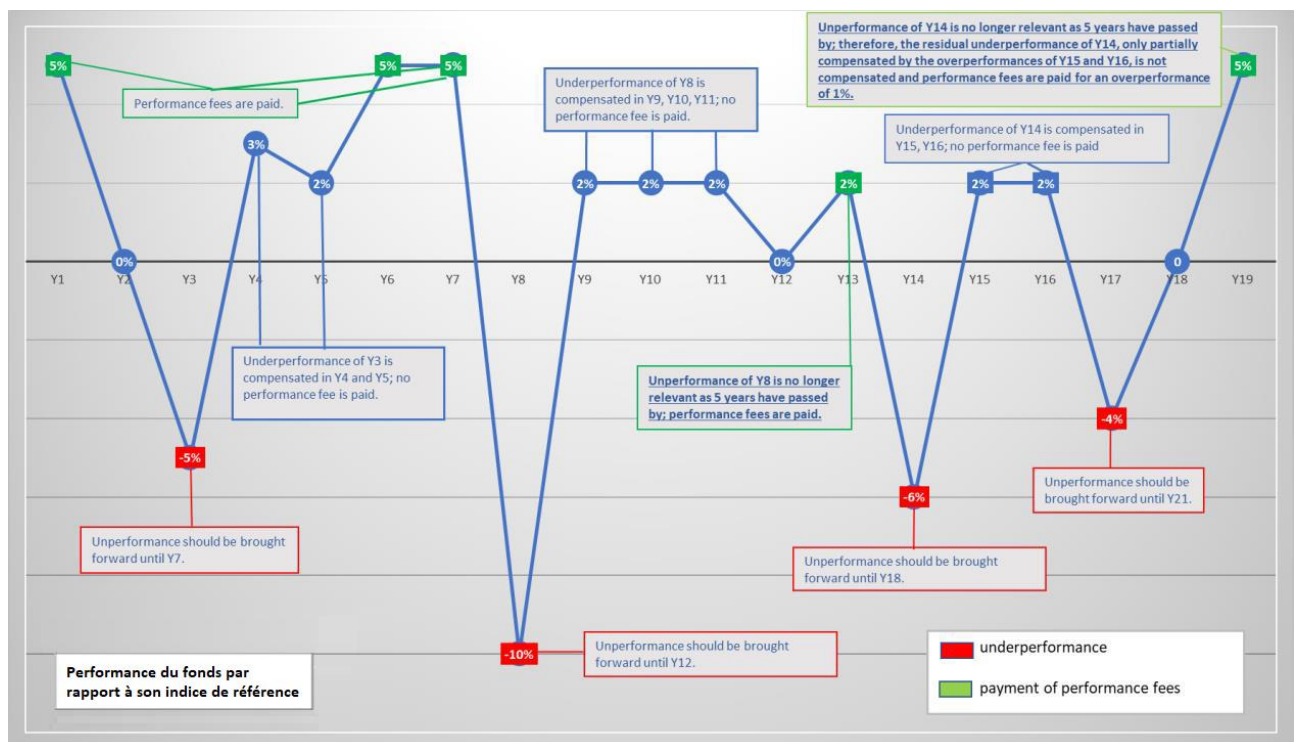 Unperformance of Y14 is no longer relevant as 5 years have passed
by; therefore, the residual underperformance of Y14, only partially
compensated by the overperformances of Y15 and Y16, is not
compensated and performance fees are paid for an overperformance
of 1%.
5%
5%
5%
5%
Performance fees are paid.
Underperformance of Y8 is
compensated in Y9, Y10, Y11; no
performance fee is paid.
Underperformance of Y14 is compensated in
Y15, Y16; no performance fee is paid
3%
2%
2%
2%
2%
2%
2%
2%
0%
0%
0
Y1
Y2
Y3
Y4
Y5
Y6
Y7
Y8
Y9
Y10
Y11
Y12
Y13
Y14
Y15
Y16
Y17
Y18
Y19
Underperformance of Y3 is
compensated in Y4 and Y5; no
performance fee is paid.
Unperformance of Y8 is no longer
relevant as 5 years have passed
by; performance fees are paid.
-4%
-5%
-6%
Unperformance should be
brought forward until Y21.
Unperformance should be brought
forward until Y7.
Unperformance should be brought
forward until Y18.
-10%
Unperformance should be brought
forward until Y12.
Performance du fonds par
rapport à son indice de référence
underperformance
payment of performance fees